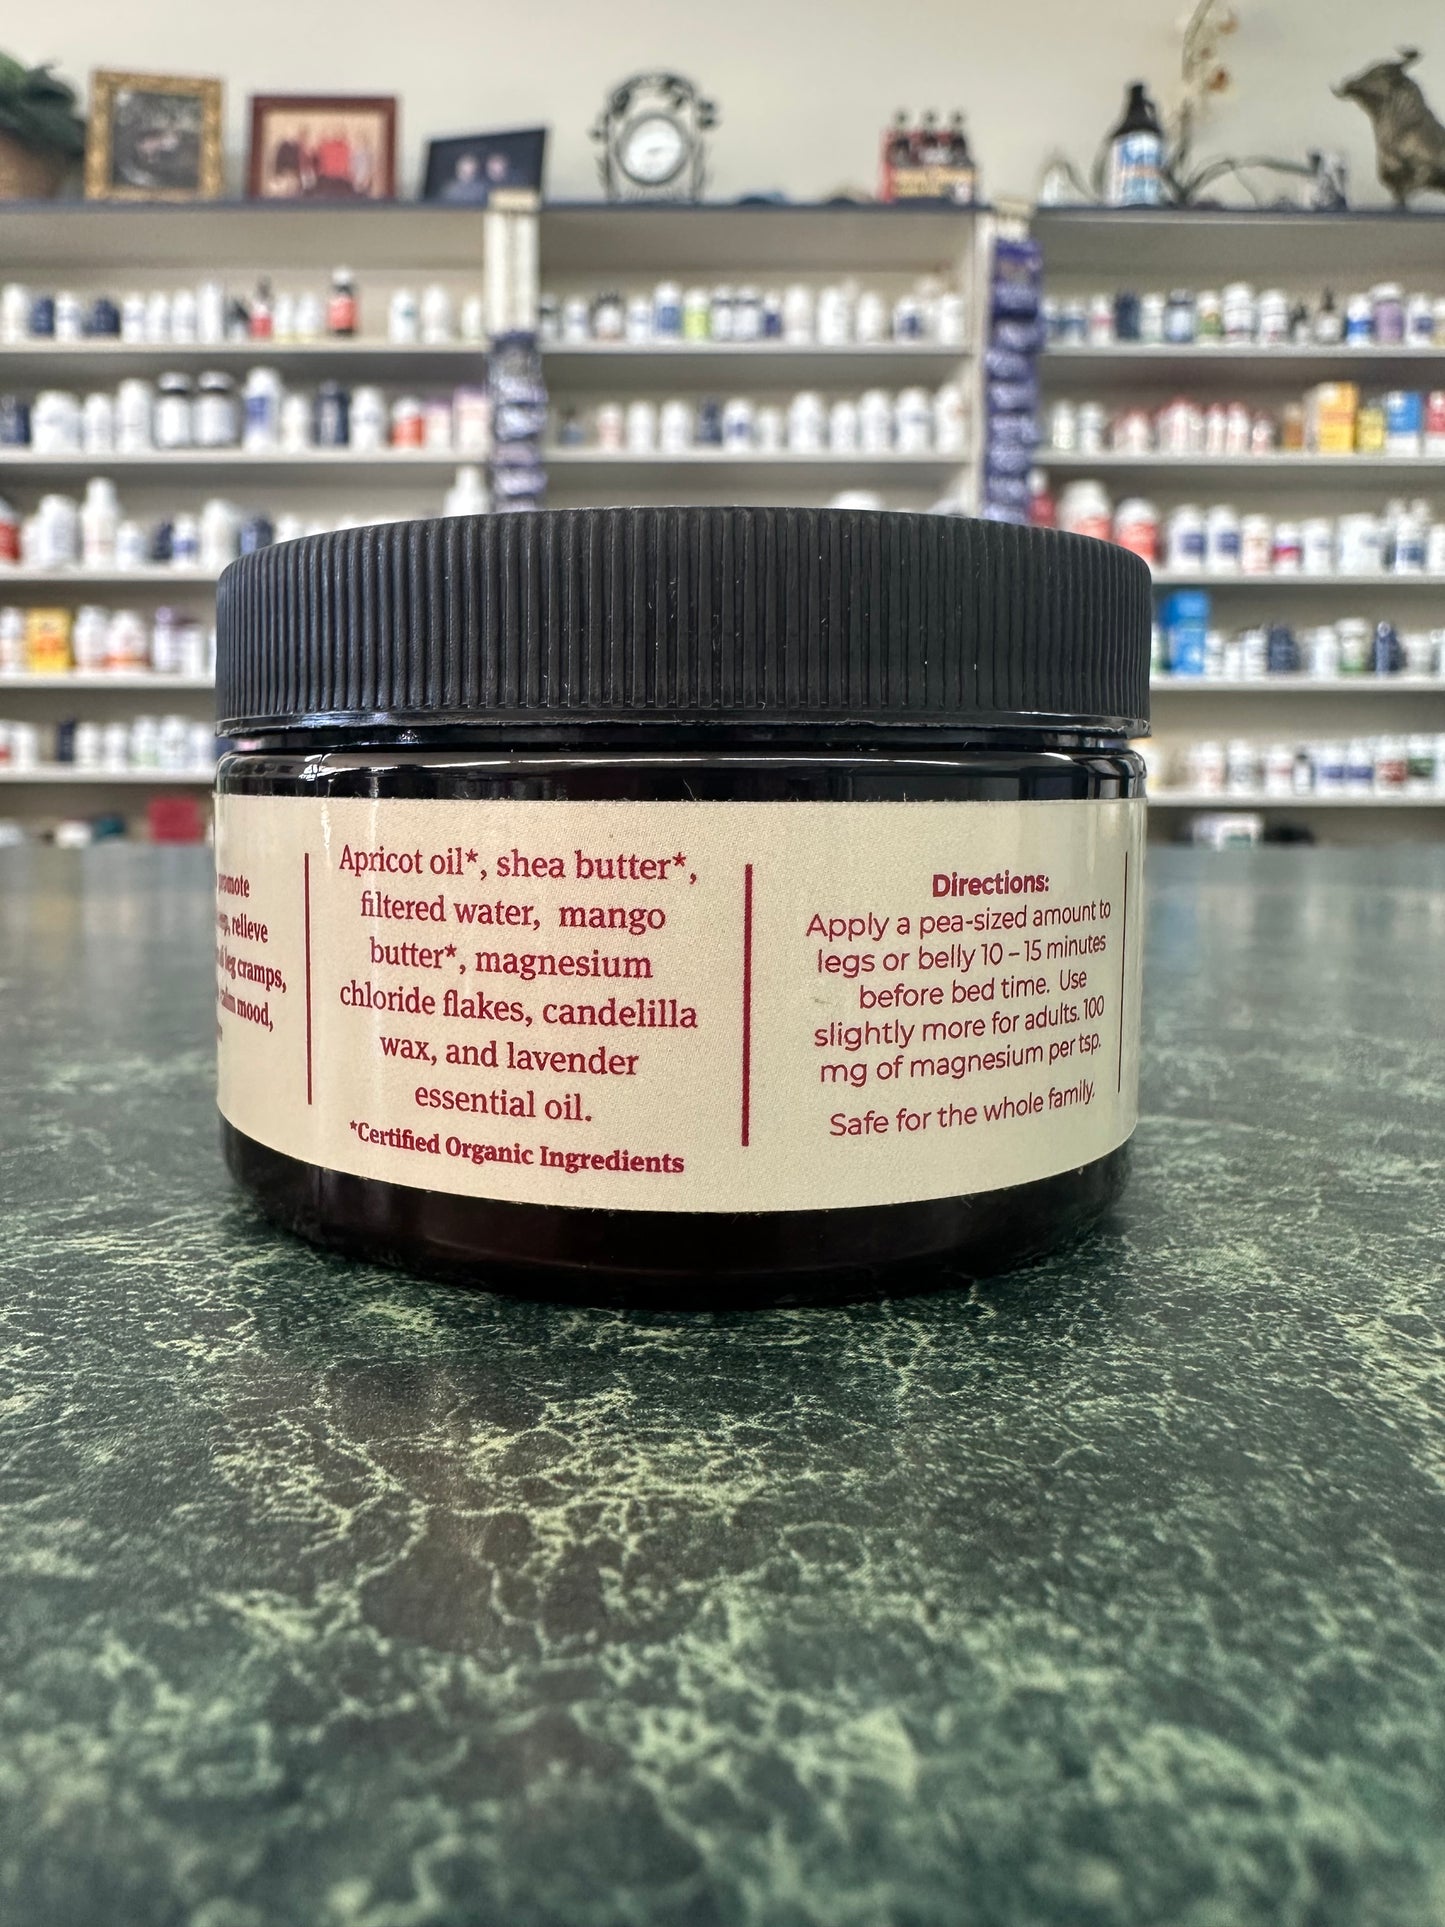 relieve
leg cramps,
mood,
Apricot oil*, shea butter*,
filtered water, mango
butter*, magnesium
chloride flakes, candelilla
wax, and lavender
essential oil.
*Certified Organic Ingredients
Directions:
Apply a pea-sized amount to
legs or belly 10 – 15 minutes
before bed time. Use
slightly more for adults. 100
mg of magnesium per tsp.
Safe for the whole family.